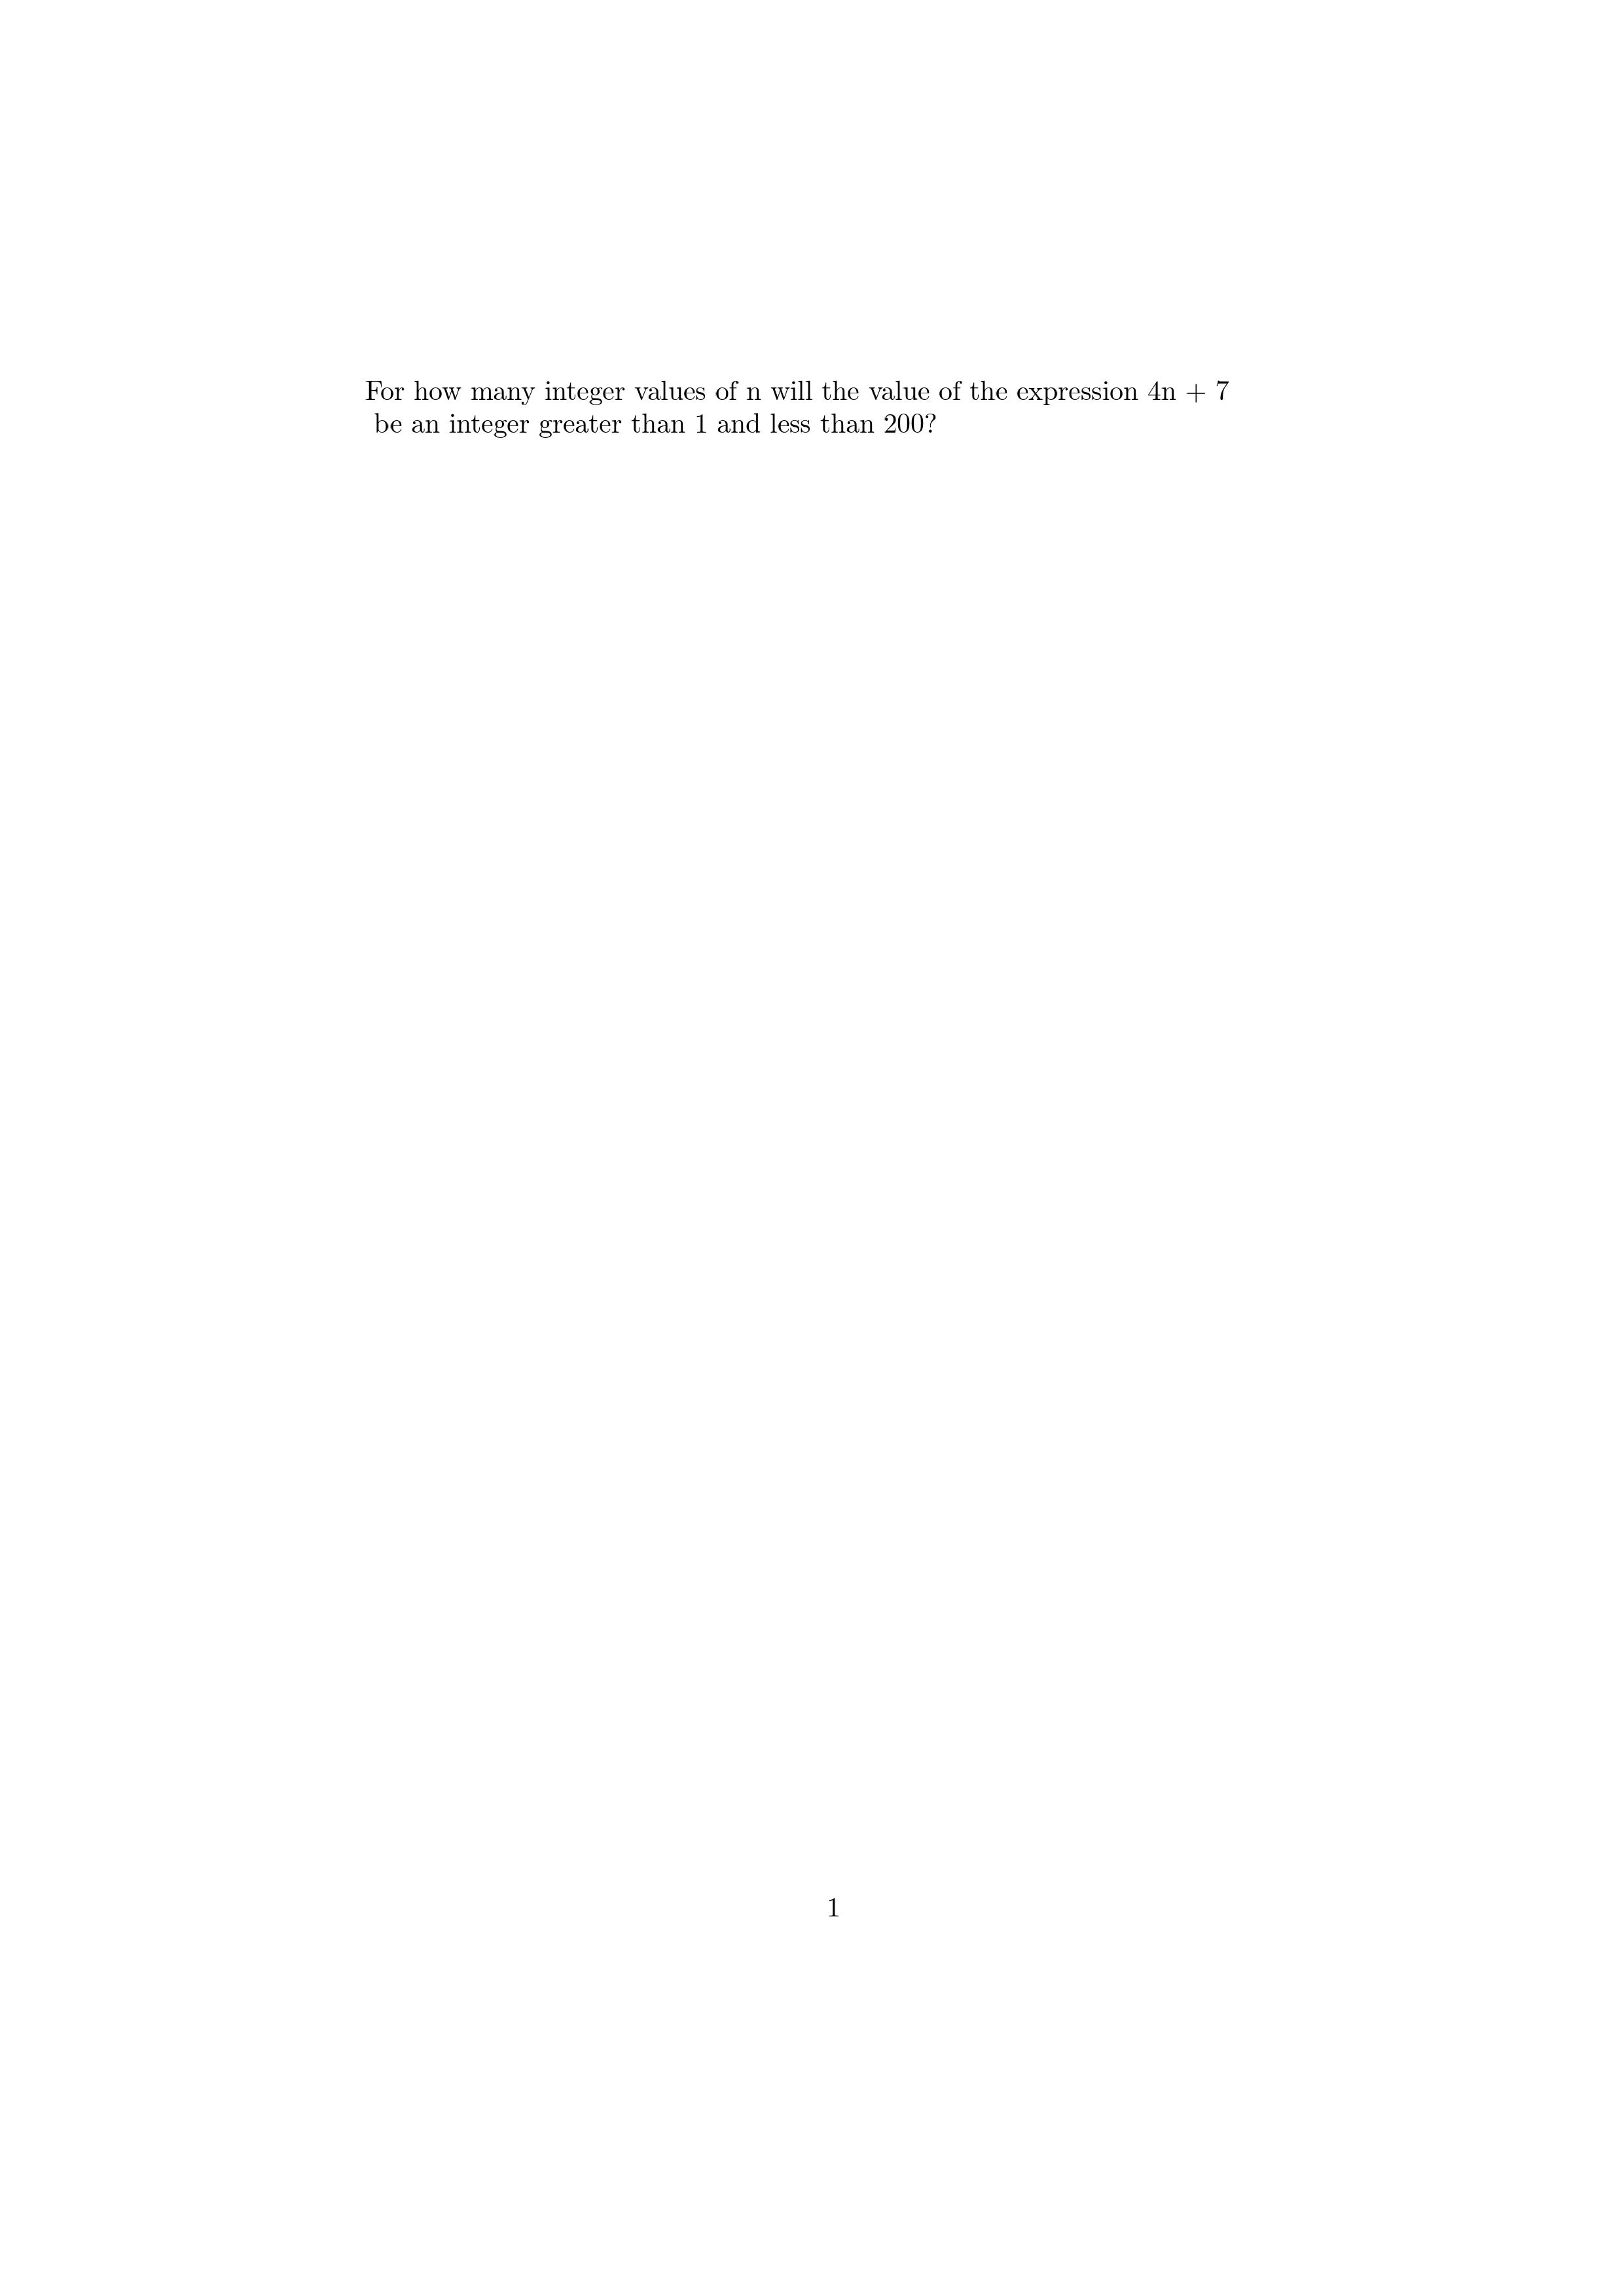 For how many integer values of n will the value of the expression 4n + 7
be an integer greater than 1 and less than 200?
1